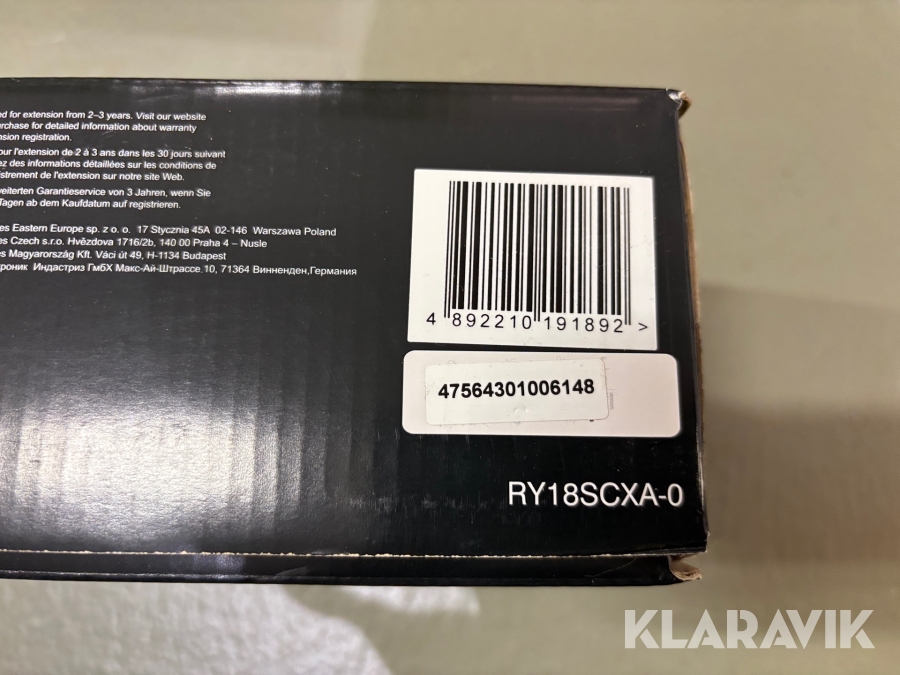 ed for extension from 2–3 years. Visit our website
urchase for detailed information about warranty
nsion registration.
our l'extension de 2 à 3 ans dans les 30 jours suivant
ez des informations détaillées sur les conditions de
istrement de l'extension sur notre site Web.
weiterten Garantieservice von 3 Jahren, wenn Sie
Tagen ab dem Kaufdatum auf registrieren.
es Eastern Europe sp. z o. o. 17 Stycznia 45A 02-146 Warszawa Poland
es Czech s.r.o. Hvězdova 1716/2b, 140 00 Praha 4 – Nusle
es Magyarország Kft. Váci út 49, H-1134 Budapest
роник Индастриз ГмбХ Макс-Ай-Штрассе.10, 71364 Винненден,Германия
4 892210 191892 >
47564301006148
RY18SCXA-0
KLARAVIK